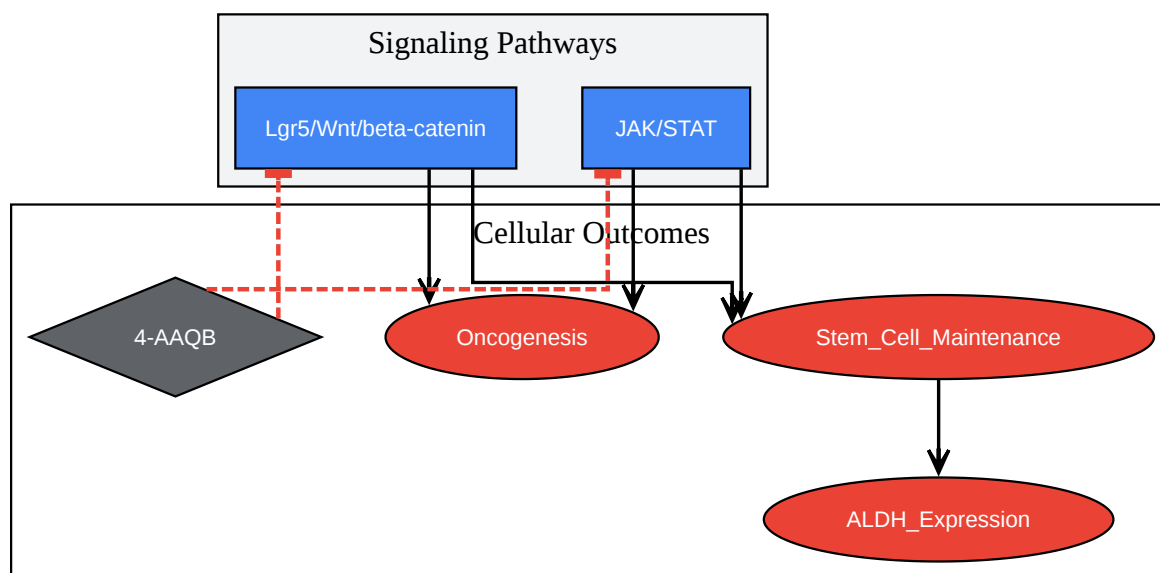 Signaling Pathways
Lgr5/Wnt/beta-catenin
JAK/STAT
Cellular Outcomes
4-AAQB
Oncogenesis
Stem_Cell_Maintenance
ALDH_Expression